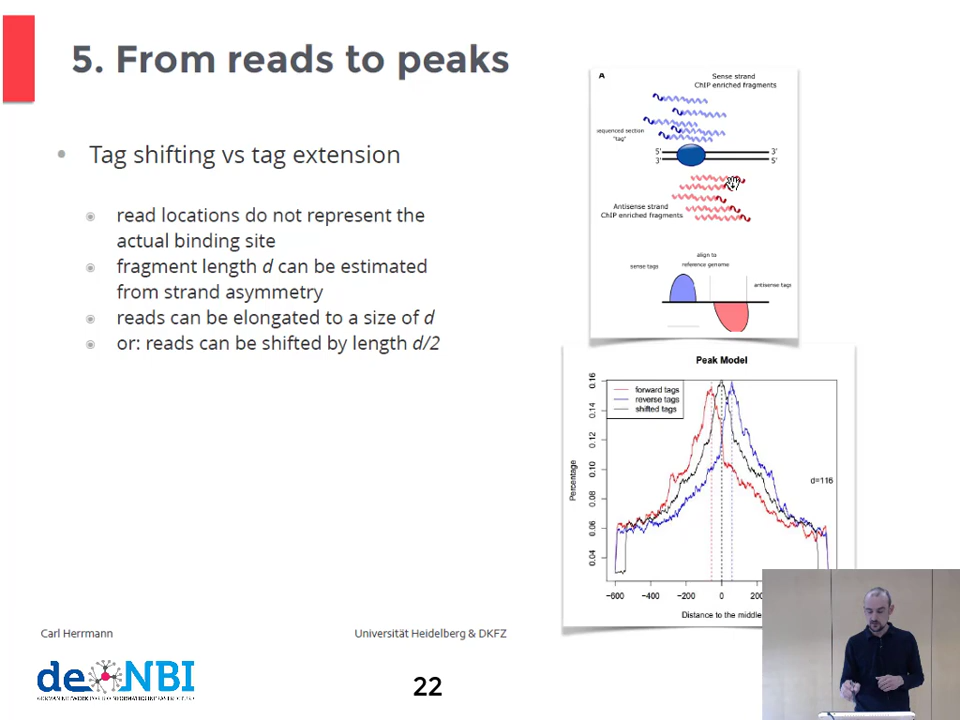 5. From reads to peaks
Tag shifting vs tag extension
read locations do not represent the
actual binding site
fragment length d can be estimated
from strand asymmetry
reads can be elongated to a size of d
or: reads can be shifted by length d/2
A
Sense strand
ChIP enriched fragments
equenced section
"tag"
5'
3'
3'
5'
Antisense strand
ChIP enriched fragments
align to
reference genome
sense tags
antisense tags
Peak Model
forward tags
reverse tags
shifted tags
d=116
Percentage
0.16
0.14
0.12
0.10
0.08
0.06
0.04
−600
−400
−200
0
200
Distance to the middle
Carl Herrmann
Universität Heidelberg & DKFZ
de NBI
22